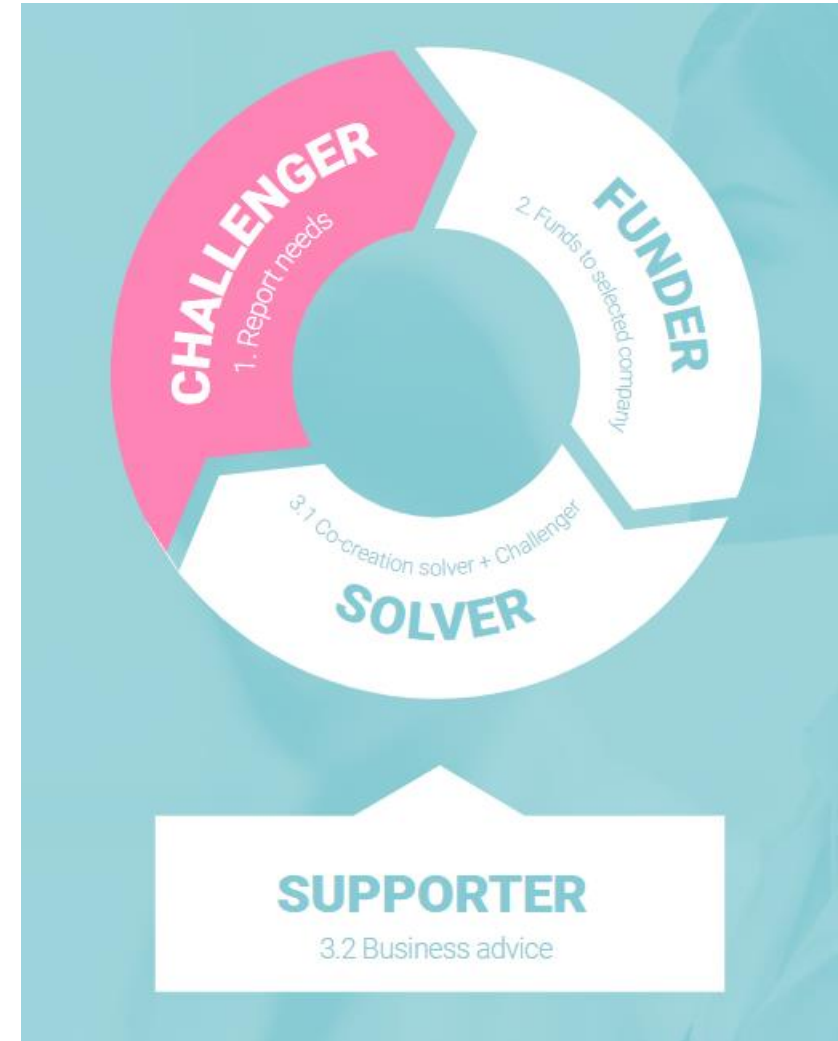 CHALLENGER
1. Report needs
FUNDER
2. Funds to selected company
3.1 Co-creation solver + Challenger
SOLVER
SUPPORTER
3.2 Business advice